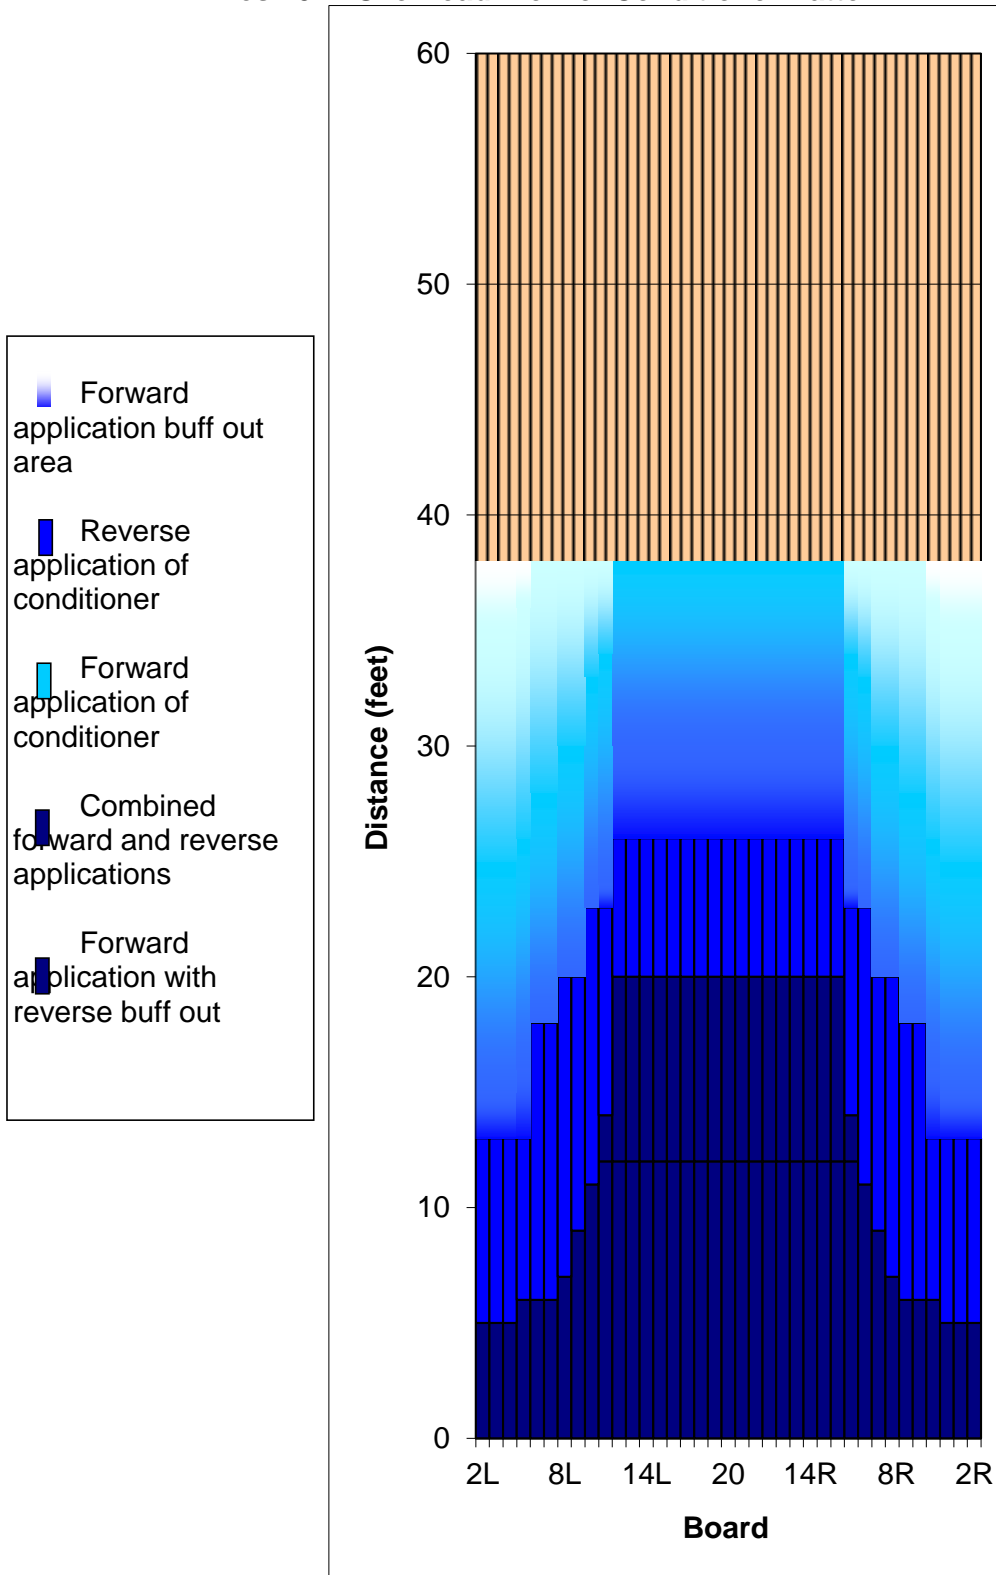 60
50
40
30
20
10
0
Distance (feet)
2L 8L 14L 20 14R 8R 2R
Board
Forward
application buff out
area
Reverse
application of
conditioner
Forward
application of
conditioner
Combined
forward and reverse
applications
Forward
application with
reverse buff out